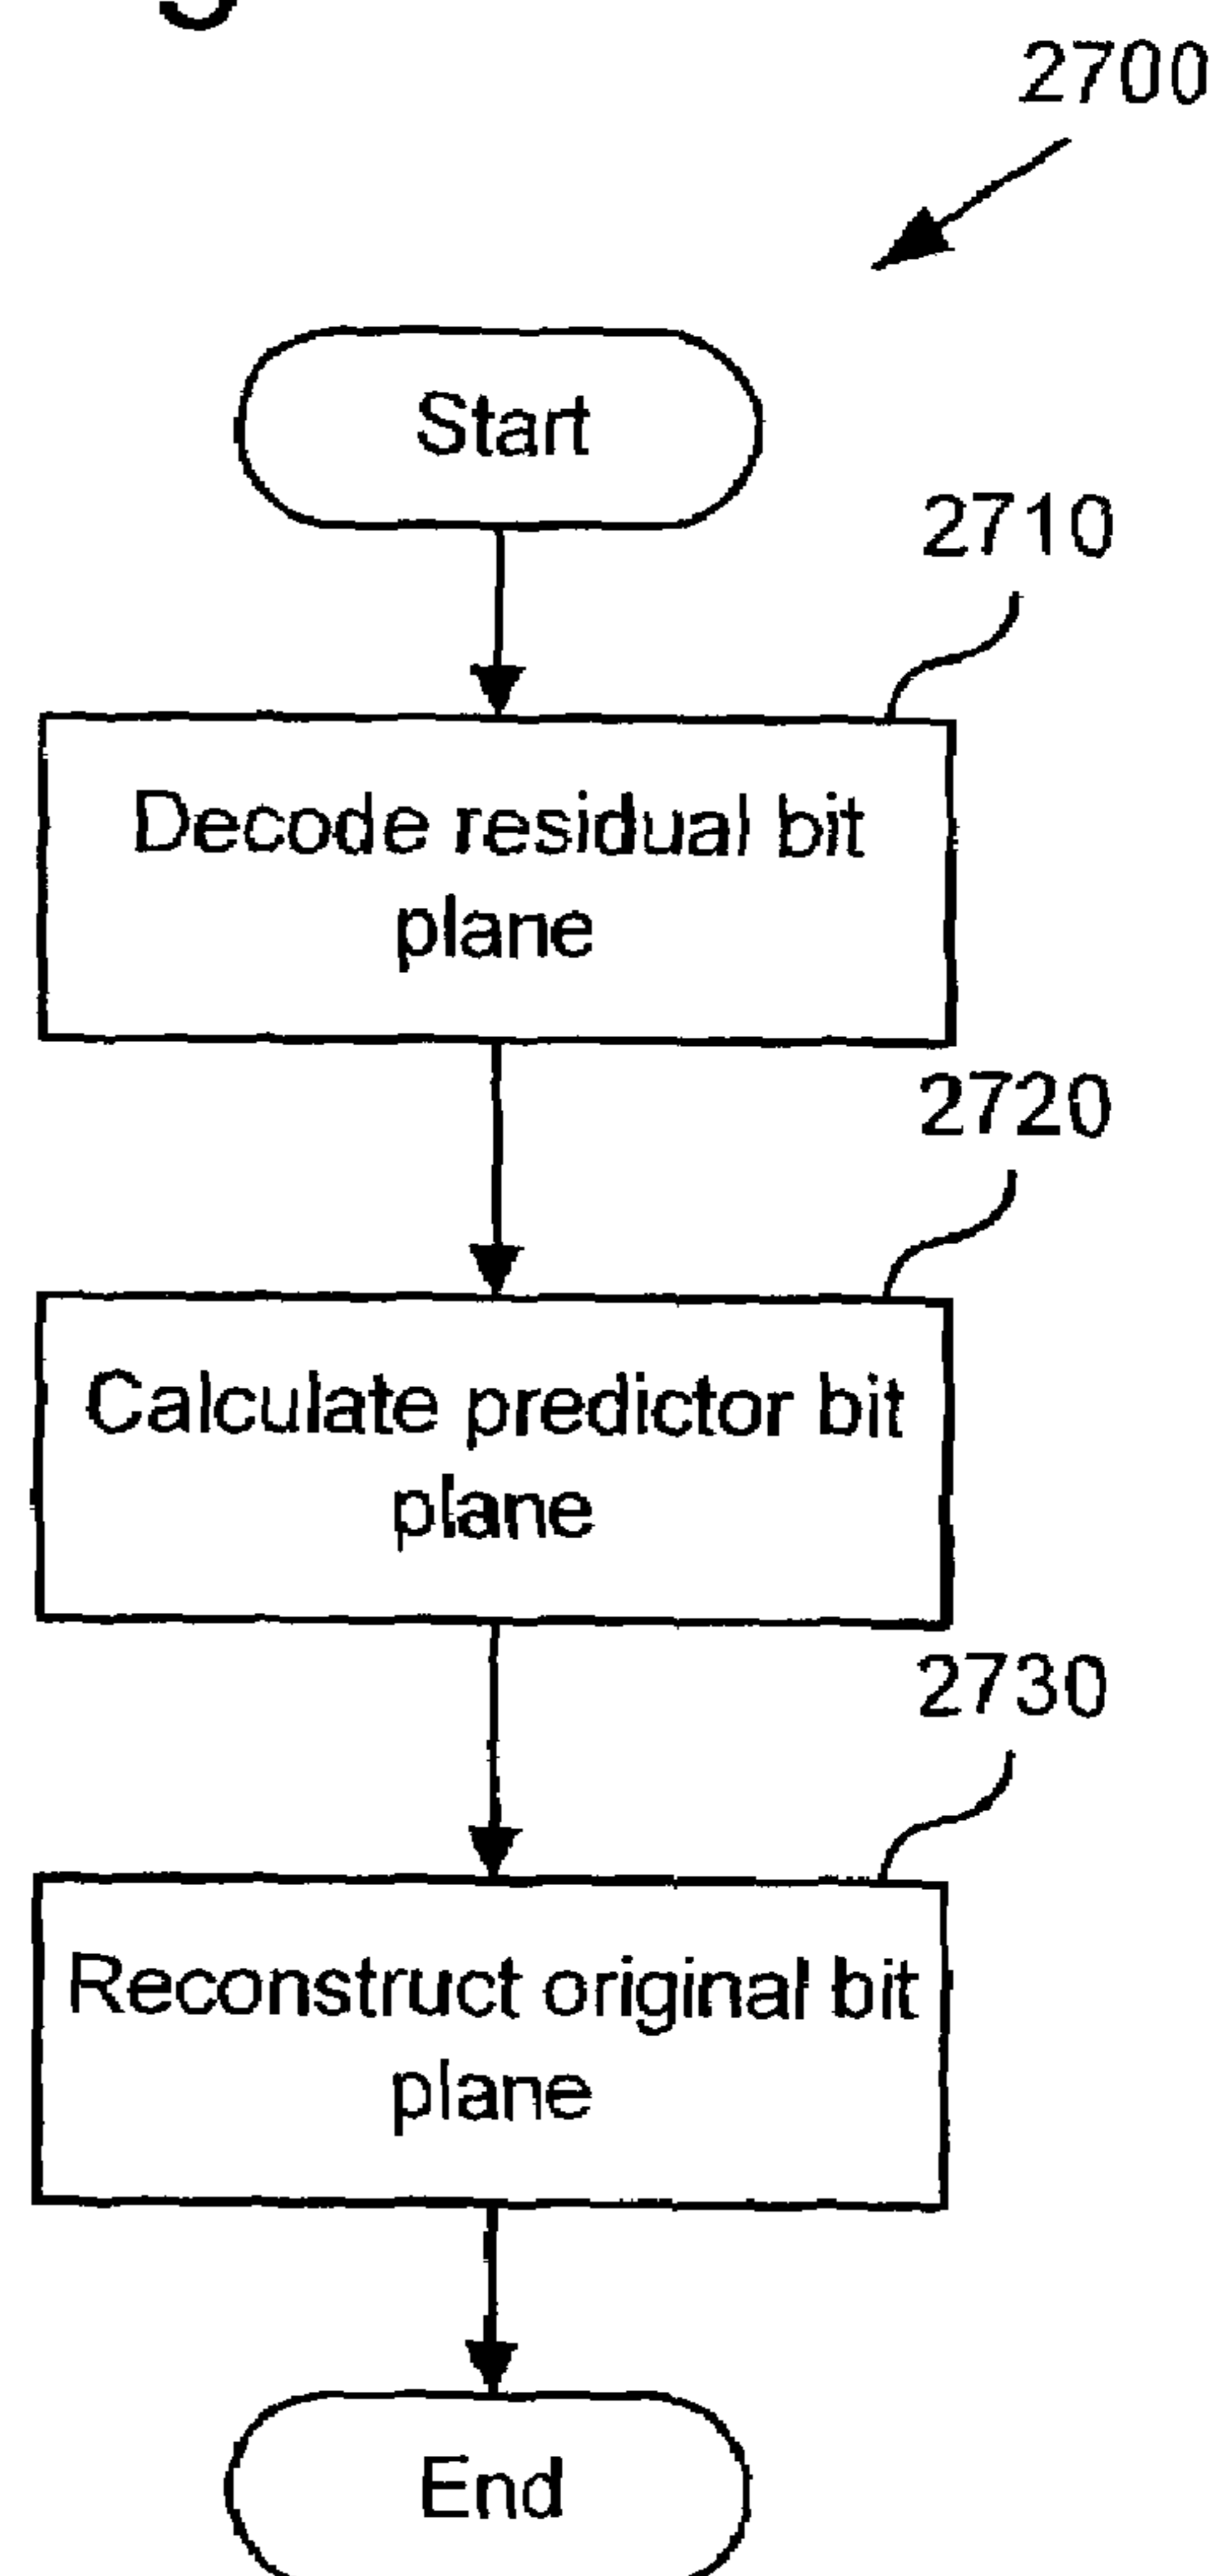 2700
Start
2710
Decode residual bit
plane
2720
Calculate predictor bit
plane
2730
Reconstruct original bit
plane
End